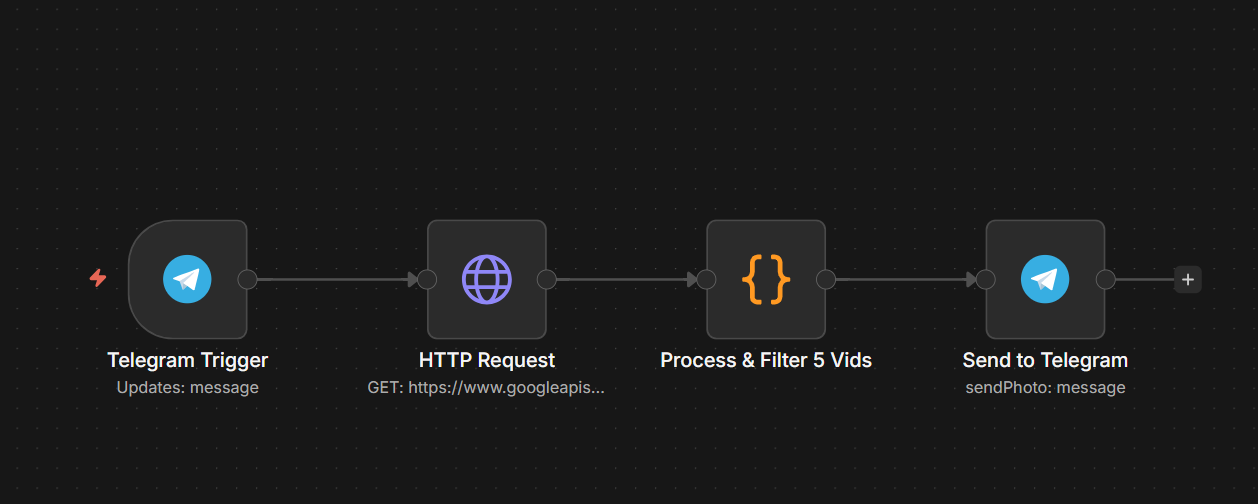 Telegram Trigger
Updates: message
HTTP Request
GET: https://www.googleapis...
Process & Filter 5 Vids
Send to Telegram
sendPhoto: message